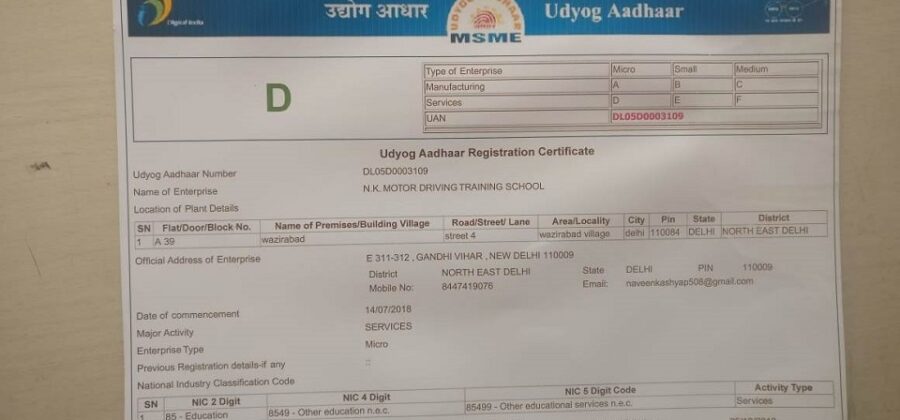 Digital India
उद्योग आधार
UDYOG AADHAAR
MSME
Udyog Aadhaar
D
Type of Enterprise Micro Small Medium
Manufacturing A B C
Services D E F
UAN DL05D0003109
Udyog Aadhaar Registration Certificate
Udyog Aadhaar Number DL05D0003109
Name of Enterprise N.K. MOTOR DRIVING TRAINING SCHOOL
Location of Plant Details
SN Flat/Door/Block No. Name of Premises/Building Village Road/Street/ Lane Area/Locality City Pin State District
1 A 39 wazirabad street 4 wazirabad village delhi 110084 DELHI NORTH EAST DELHI
Official Address of Enterprise E 311-312 , GANDHI VIHAR , NEW DELHI 110009
District NORTH EAST DELHI State DELHI PIN 110009
Mobile No: 8447419076 Email: naveenkashyap508@gmail.com
Date of commencement 14/07/2018
Major Activity SERVICES
Enterprise Type Micro
Previous Registration details-if any ::
National Industry Classification Code
SN NIC 2 Digit NIC 4 Digit NIC 5 Digit Code Activity Type
1 85 - Education 8549 - Other education n.e.c. 85499 - Other educational services n.e.c. Services